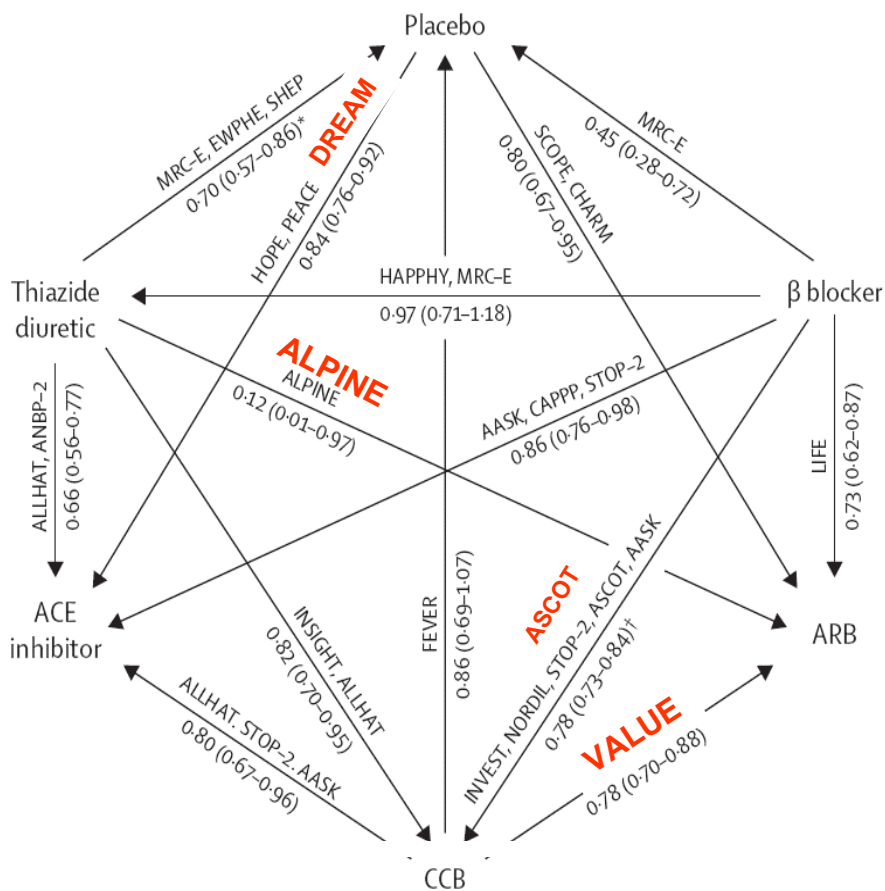 Placebo
MRC–E, EWPHE, SHEP
0·70 (0·57–0·86)*
DREAM
HOPE, PEACE
0·84 (0·76–0·92)
SCOPE, CHARM
0·80 (0·67–0·95)
MRC–E
0·45 (0·28–0·72)
Thiazide
diuretic
HAPPHY, MRC–E
0·97 (0·71–1·18)
β blocker
ALPINE
ALPINE
0·12 (0·01–0·97)
AASK, CAPPP, STOP–2
0·86 (0·76–0·98)
ALLHAT, ANBP–2
0·66 (0·56–0·77)
LIFE
0·73 (0·62–0·87)
ACE
inhibitor
INSIGHT, ALLHAT
0·82 (0·70–0·95)
FEVER
0·86 (0·69–1·07)
ASCOT
INVEST, NORDIL, STOP–2, ASCOT, AASK
0·78 (0·73–0·84)†
ARB
ALLHAT. STOP–2. AASK
0·80 (0·67–0·96)
VALUE
0·78 (0·70–0·88)
CCB